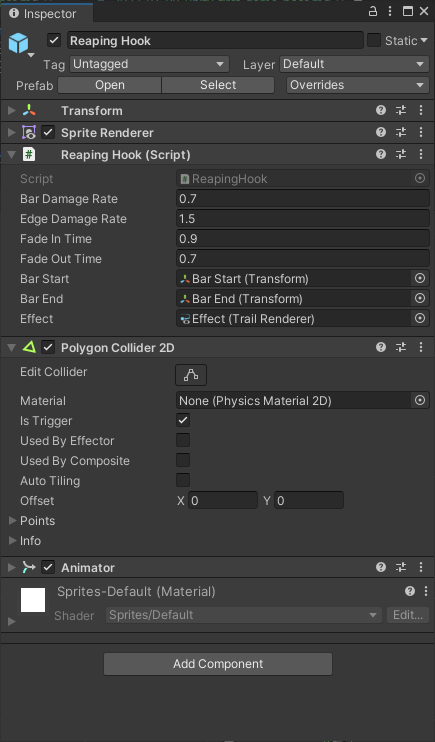 Inspector
Reaping Hook Static
Tag Untagged Layer Default
Prefab Open Select Overrides
Transform
Sprite Renderer
Reaping Hook (Script)
Script ReapingHook
Bar Damage Rate 0.7
Edge Damage Rate 1.5
Fade In Time 0.9
Fade Out Time 0.7
Bar Start Bar Start (Transform)
Bar End Bar End (Transform)
Effect Effect (Trail Renderer)
Polygon Collider 2D
Edit Collider
Material None (Physics Material 2D)
Is Trigger
Used By Effector
Used By Composite
Auto Tiling
Offset X 0 Y 0
Points
Info
Animator
Sprites-Default (Material)
Shader Sprites/Default Edit...
Add Component